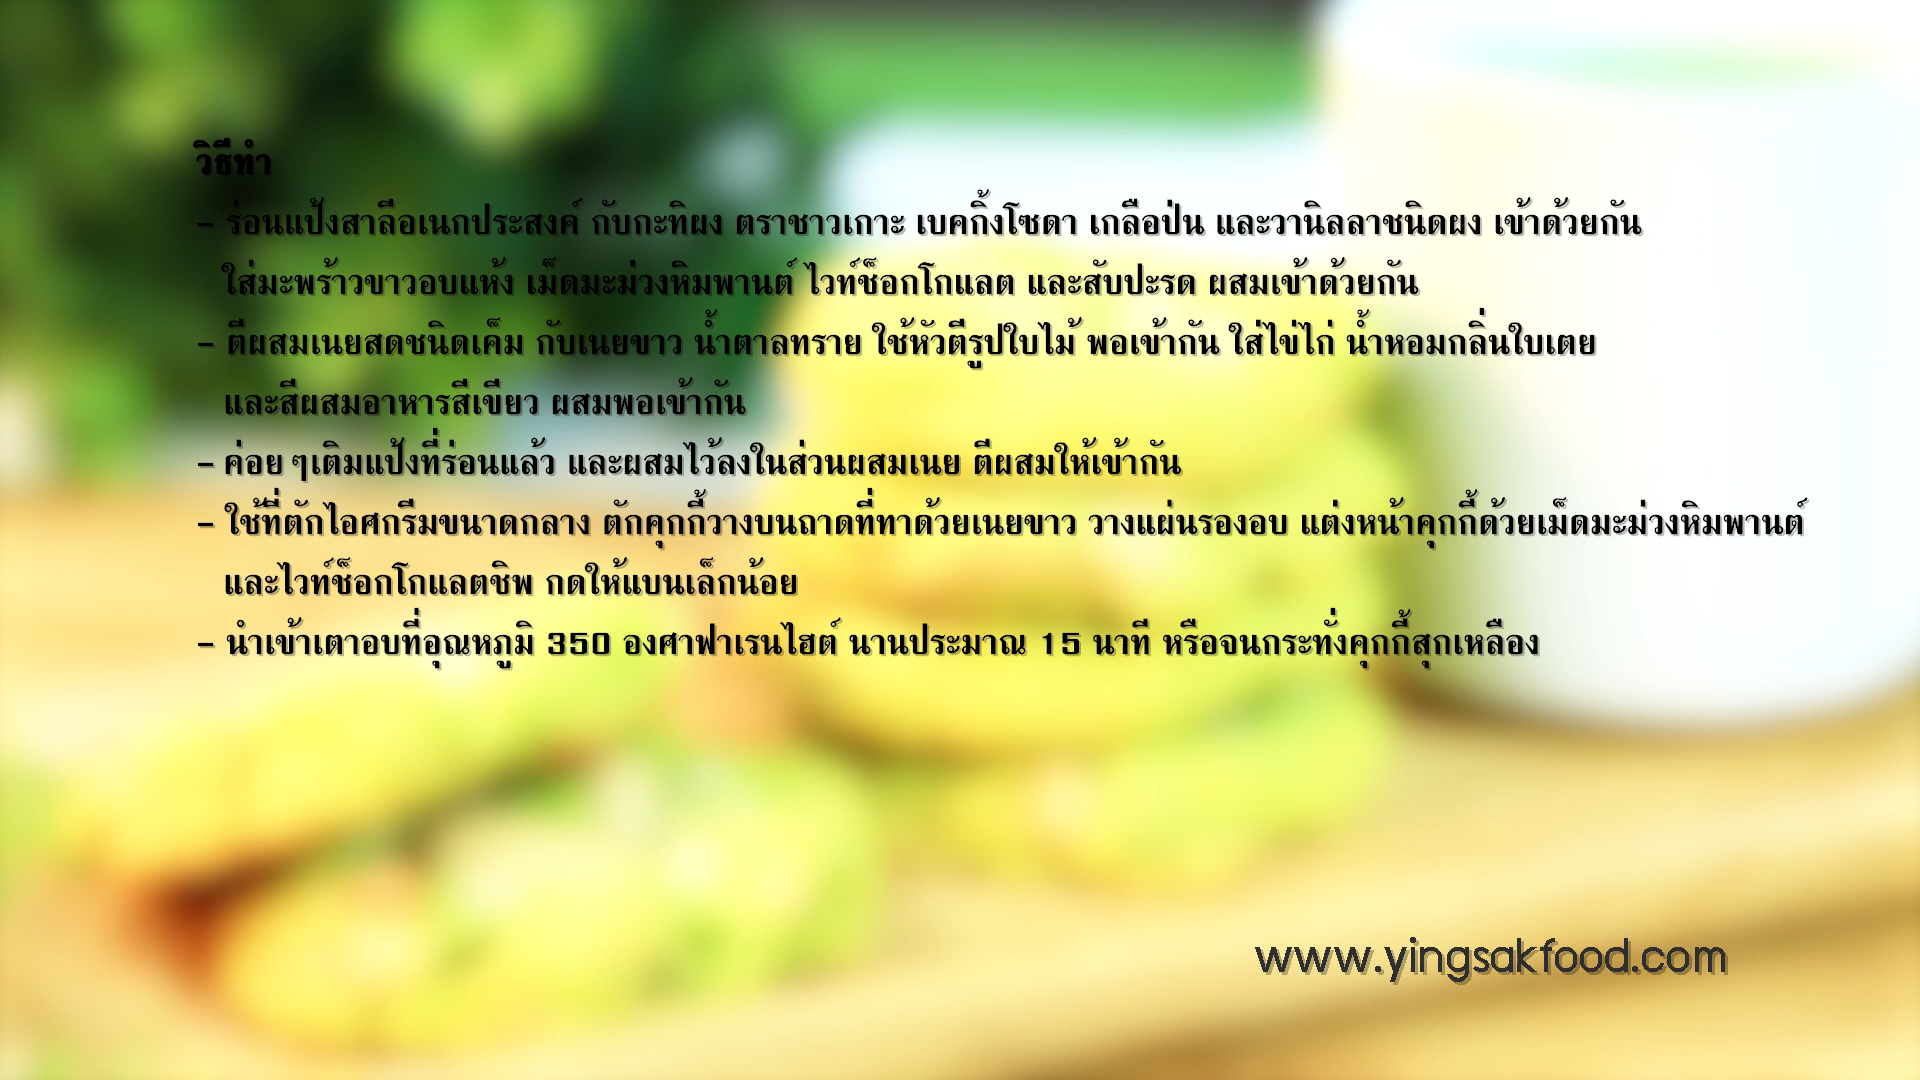 วิธีทำ
- ร่อนแป้งสาลีอเนกประสงค์ กับกะทิผง ตราชาวเกาะ เบคกิ้งโซดา เกลือป่น และวานิลลาชนิดผง เข้าด้วยกัน
ใส่มะพร้าวขาวอบแห้ง เม็ดมะม่วงหิมพานต์ ไวท์ช็อกโกแลต และสับปะรด ผสมเข้าด้วยกัน
- ตีผสมเนยสดชนิดเค็ม กับเนยขาว น้ำตาลทราย ใช้หัวตีรูปใบไม้ พอเข้ากัน ใส่ไข่ไก่ น้ำหอมกลิ่นใบเตย
และสีผสมอาหารสีเขียว ผสมพอเข้ากัน
- ค่อย ๆเติมแป้งที่ร่อนแล้ว และผสมไว้ลงในส่วนผสมเนย ตีผสมให้เข้ากัน
- ใช้ที่ตักไอศกรีมขนาดกลาง ตักคุกกี้วางบนถาดที่ทาด้วยเนยขาว วางแผ่นรองอบ แต่งหน้าคุกกี้ด้วยเม็ดมะม่วงหิมพานต์
และไวท์ช็อกโกแลตชิพ กดให้แบนเล็กน้อย
- นำเข้าเตาอบที่อุณหภูมิ 350 องศาฟาเรนไฮต์ นานประมาณ 15 นาที หรือจนกระทั่งคุกกี้สุกเหลือง
www.yingsakfood.com